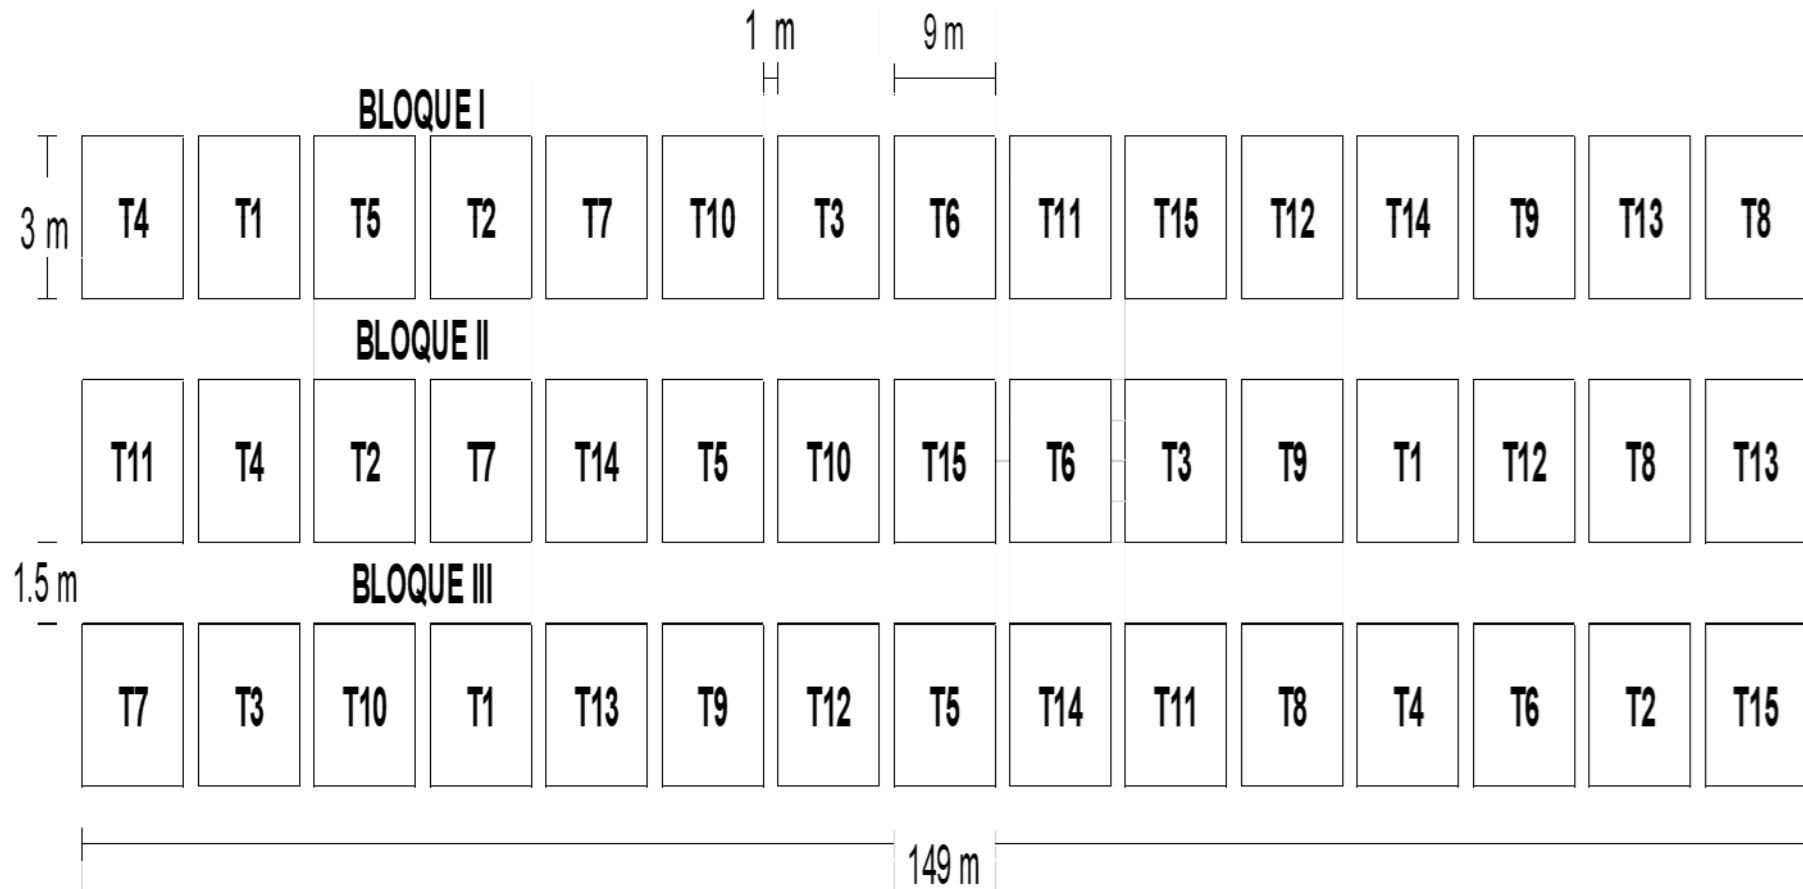 1 m 9 m
BLOQUE I
3 m T4 T1 T5 T2 T7 T10 T3 T6 T11 T15 T12 T14 T9 T13 T8
BLOQUE II
T11 T4 T2 T7 T14 T5 T10 T15 T6 T3 T9 T1 T12 T8 T13
1.5 m BLOQUE III
T7 T3 T10 T1 T13 T9 T12 T5 T14 T11 T8 T4 T6 T2 T15
149 m